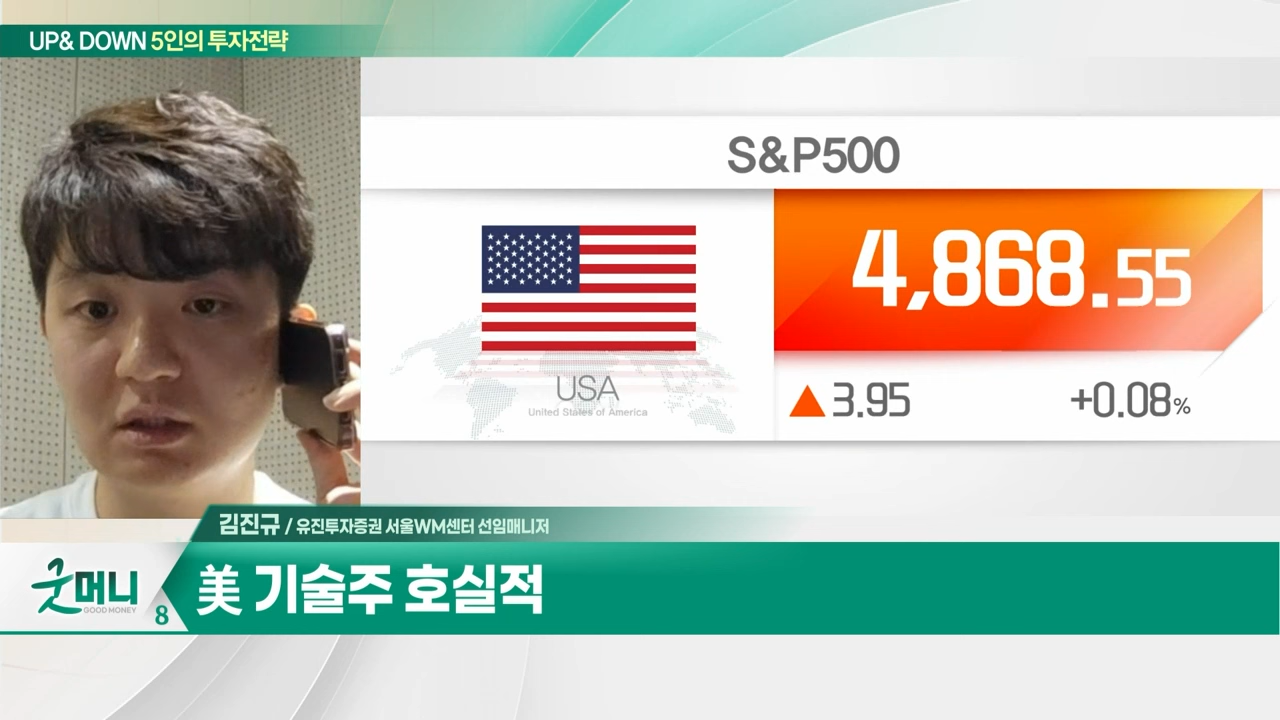 UP& DOWN 5인의 투자전략
S&P500
4,868.55
USA
United States of America
▲ 3.95 +0.08%
김진규 / 유진투자증권 서울WM센터 선임매니저
굿머니
GOOD MONEY
8
美 기술주 호실적